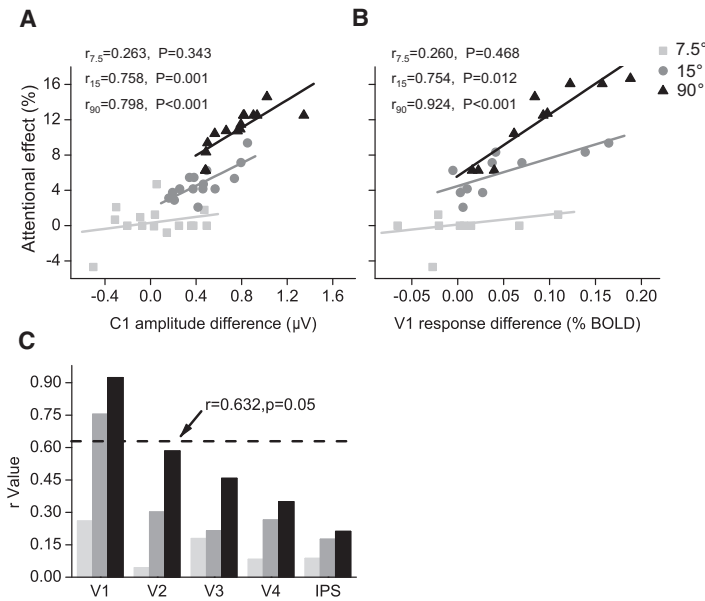 A
B
r7.5=0.263, P=0.343
r15=0.758, P=0.001
r90=0.798, P<0.001
r7.5=0.260, P=0.468
r15=0.754, P=0.012
r90=0.924, P<0.001
7.5°
15°
90°
Attentional effect (%)
16
12
8
4
0
-4
-0.4 0.0 0.4 0.8 1.2 1.6
C1 amplitude difference (µV)
-0.05 0.00 0.05 0.10 0.15 0.20
V1 response difference (% BOLD)
C
r Value
0.90
0.75
0.60
0.45
0.30
0.15
0.00
r=0.632,p=0.05
V1 V2 V3 V4 IPS